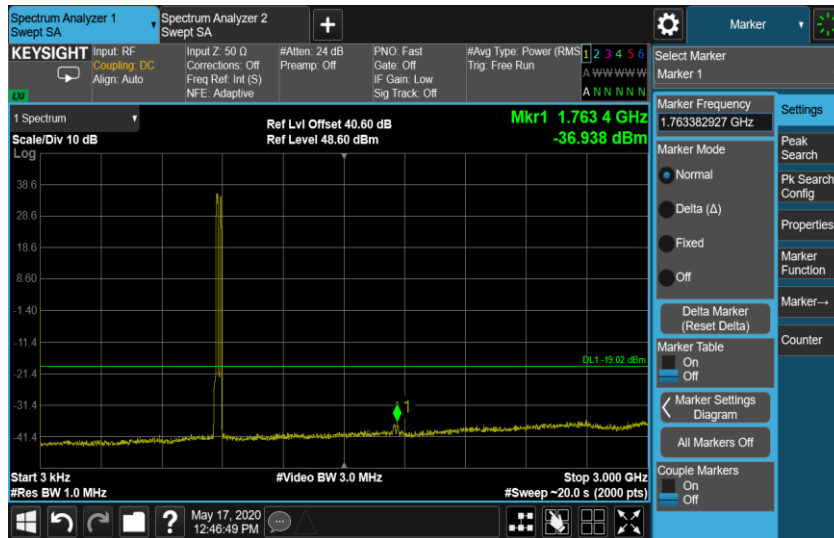 Spectrum Analyzer 1
Swept SA
Spectrum Analyzer 2
Swept SA
+
Marker
KEYSIGHT
Input: RF
Coupling: DC
Align: Auto
Input Z: 50 Ω
Corrections: Off
Freq Ref: Int (S)
NFE: Adaptive
#Atten: 24 dB
Preamp: Off
PNO: Fast
Gate: Off
IF Gain: Low
Sig Track: Off
#Avg Type: Power (RMS
Trig: Free Run
1 2 3 4 5 6
A W W W W W
A N N N N N
LXI
Select Marker
Marker 1
1 Spectrum
Scale/Div 10 dB
Log
Ref Lvl Offset 40.60 dB
Ref Level 48.60 dBm
Mkr1 1.763 4 GHz
-36.938 dBm
38.6
28.6
18.6
8.60
-1.40
-11.4
-21.4
-31.4
-41.4
DL1 -19.02 dBm
1
Start 3 kHz
#Res BW 1.0 MHz
#Video BW 3.0 MHz
Stop 3.000 GHz
#Sweep ~20.0 s (2000 pts)
Marker Frequency
1.763382927 GHz
Marker Mode
Normal
Delta (Δ)
Fixed
Off
Delta Marker
(Reset Delta)
Marker Table
On
Off
Marker Settings
Diagram
All Markers Off
Couple Markers
On
Off
Settings
Peak
Search
Pk Search
Config
Properties
Marker
Function
Marker→
Counter
?
May 17, 2020
12:46:49 PM